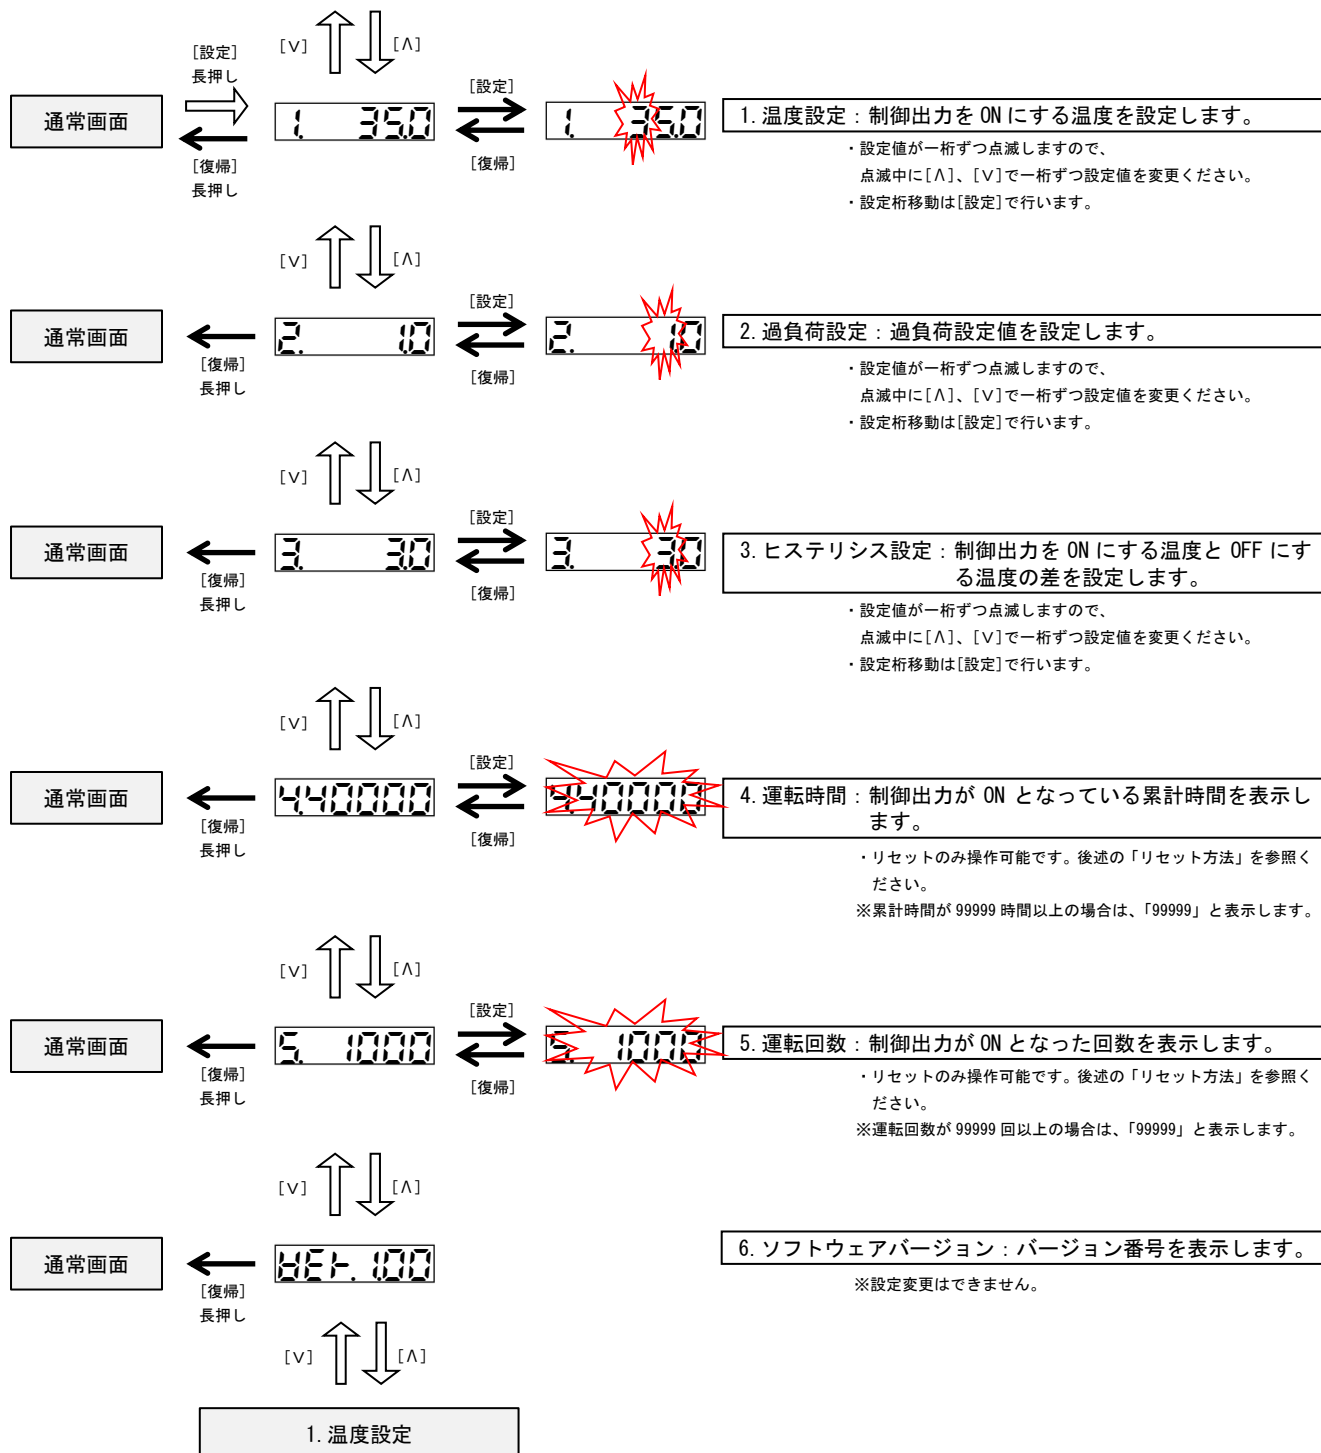 [∨] [∧]
[設定]
長押し
通常画面
[復帰]
長押し
1. 35.0
[設定]
[復帰]
1. 35.0
1. 温度設定：制御出力を ON にする温度を設定します。
・設定値が一桁ずつ点滅しますので、
点滅中に[∧]、[∨]で一桁ずつ設定値を変更ください。
・設定桁移動は[設定]で行います。
[∨] [∧]
通常画面
[復帰]
長押し
2. 1.0
[設定]
[復帰]
2. 1.0
2. 過負荷設定：過負荷設定値を設定します。
・設定値が一桁ずつ点滅しますので、
点滅中に[∧]、[∨]で一桁ずつ設定値を変更ください。
・設定桁移動は[設定]で行います。
[∨] [∧]
通常画面
[復帰]
長押し
3. 3.0
[設定]
[復帰]
3. 3.0
3. ヒステリシス設定：制御出力を ON にする温度と OFF にす
る温度の差を設定します。
・設定値が一桁ずつ点滅しますので、
点滅中に[∧]、[∨]で一桁ずつ設定値を変更ください。
・設定桁移動は[設定]で行います。
[∨] [∧]
通常画面
[復帰]
長押し
4.40000
[設定]
[復帰]
4.40000
4. 運転時間：制御出力が ON となっている累計時間を表示し
ます。
・リセットのみ操作可能です。後述の「リセット方法」を参照く
ださい。
※累計時間が 99999 時間以上の場合は、「99999」と表示します。
[∨] [∧]
通常画面
[復帰]
長押し
5. 1000
[設定]
[復帰]
5. 1000
5. 運転回数：制御出力が ON となった回数を表示します。
・リセットのみ操作可能です。後述の「リセット方法」を参照く
ださい。
※運転回数が 99999 回以上の場合は、「99999」と表示します。
[∨] [∧]
通常画面
[復帰]
長押し
VEr. 1.00
6. ソフトウェアバージョン：バージョン番号を表示します。
※設定変更はできません。
[∨] [∧]
1. 温度設定